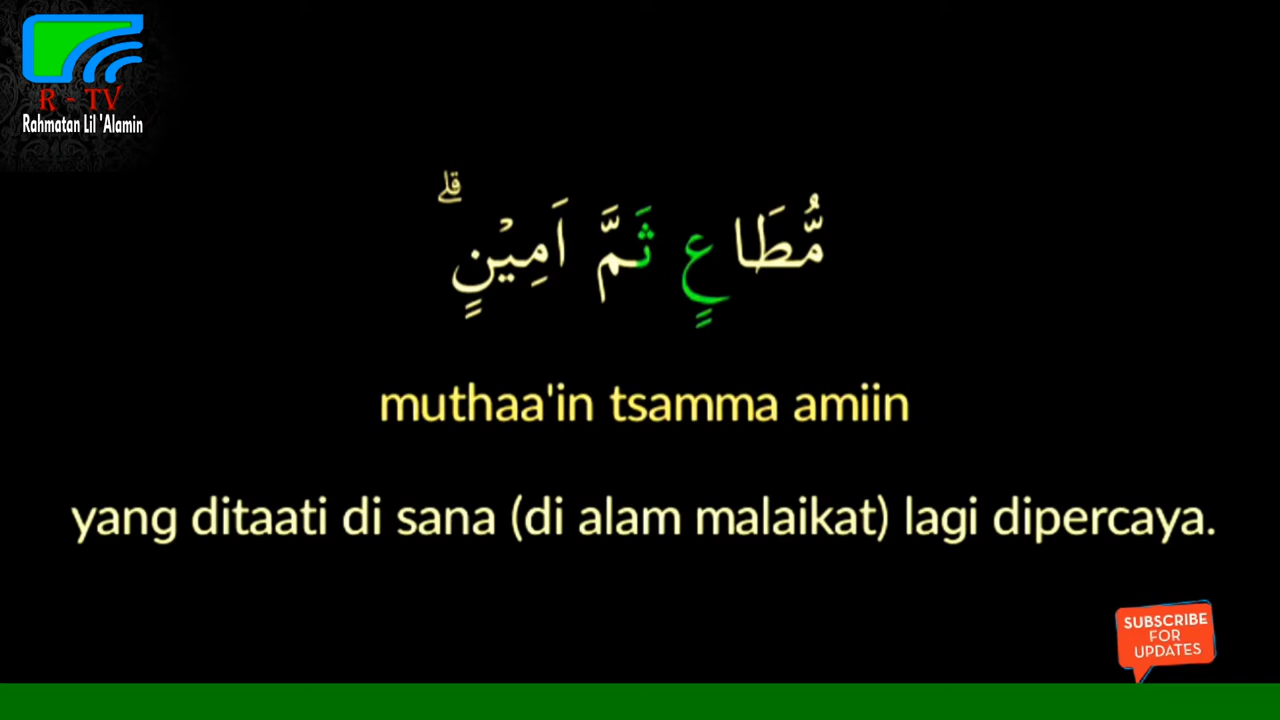 R - TV
Rahmatan Lil 'Alamin
مُّطَاعٍ ثَمَّ اَمِيْنٍۗ
muthaa'in tsamma amiin
yang ditaati di sana (di alam malaikat) lagi dipercaya.
SUBSCRIBE
FOR
UPDATES